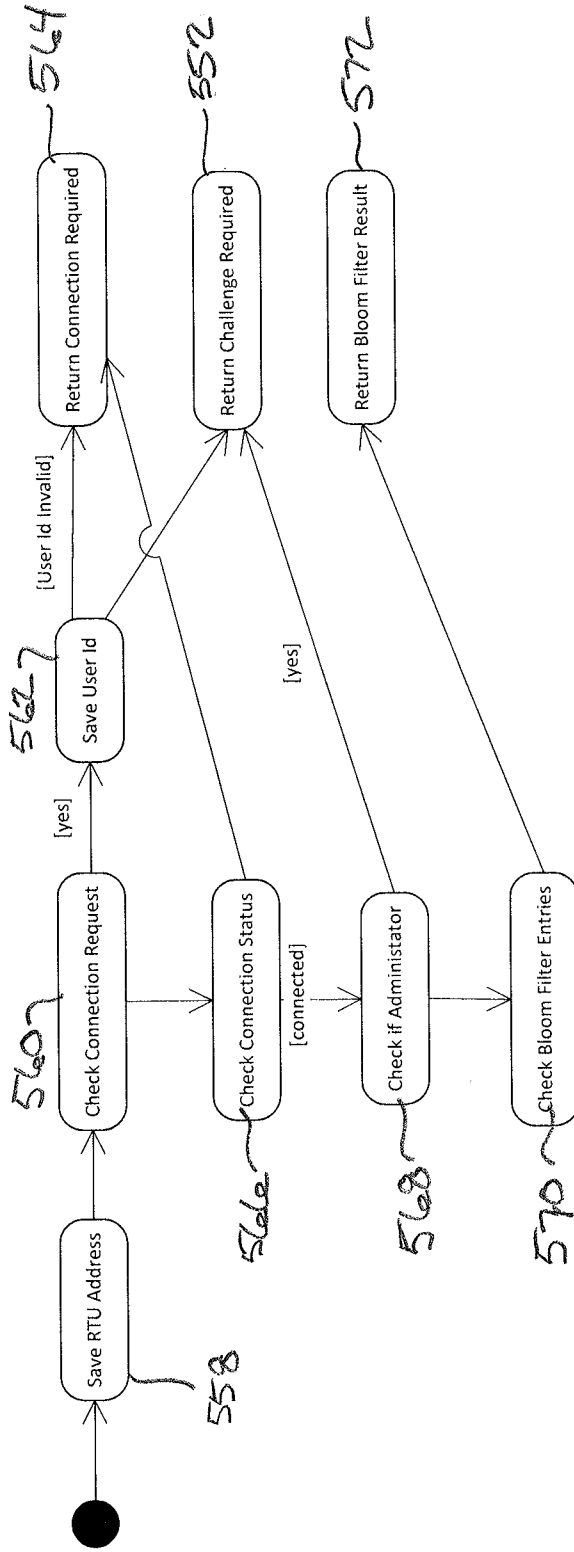 Save RTU Address
558
Check Connection Request
560
[yes]
Save User Id
562
[User Id Invalid]
Return Connection Required
564
Check Connection Status
566
[connected]
Return Challenge Required
552
Check if Administator
568
[yes]
Check Bloom Filter Entries
570
Return Bloom Filter Result
572